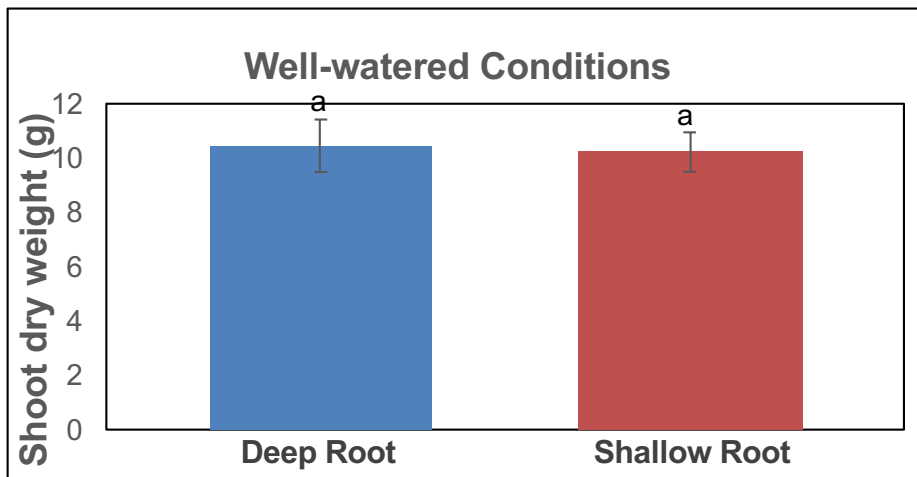 Well-watered Conditions
Shoot dry weight (g)
12
10
8
6
4
2
0
a
a
Deep Root
Shallow Root